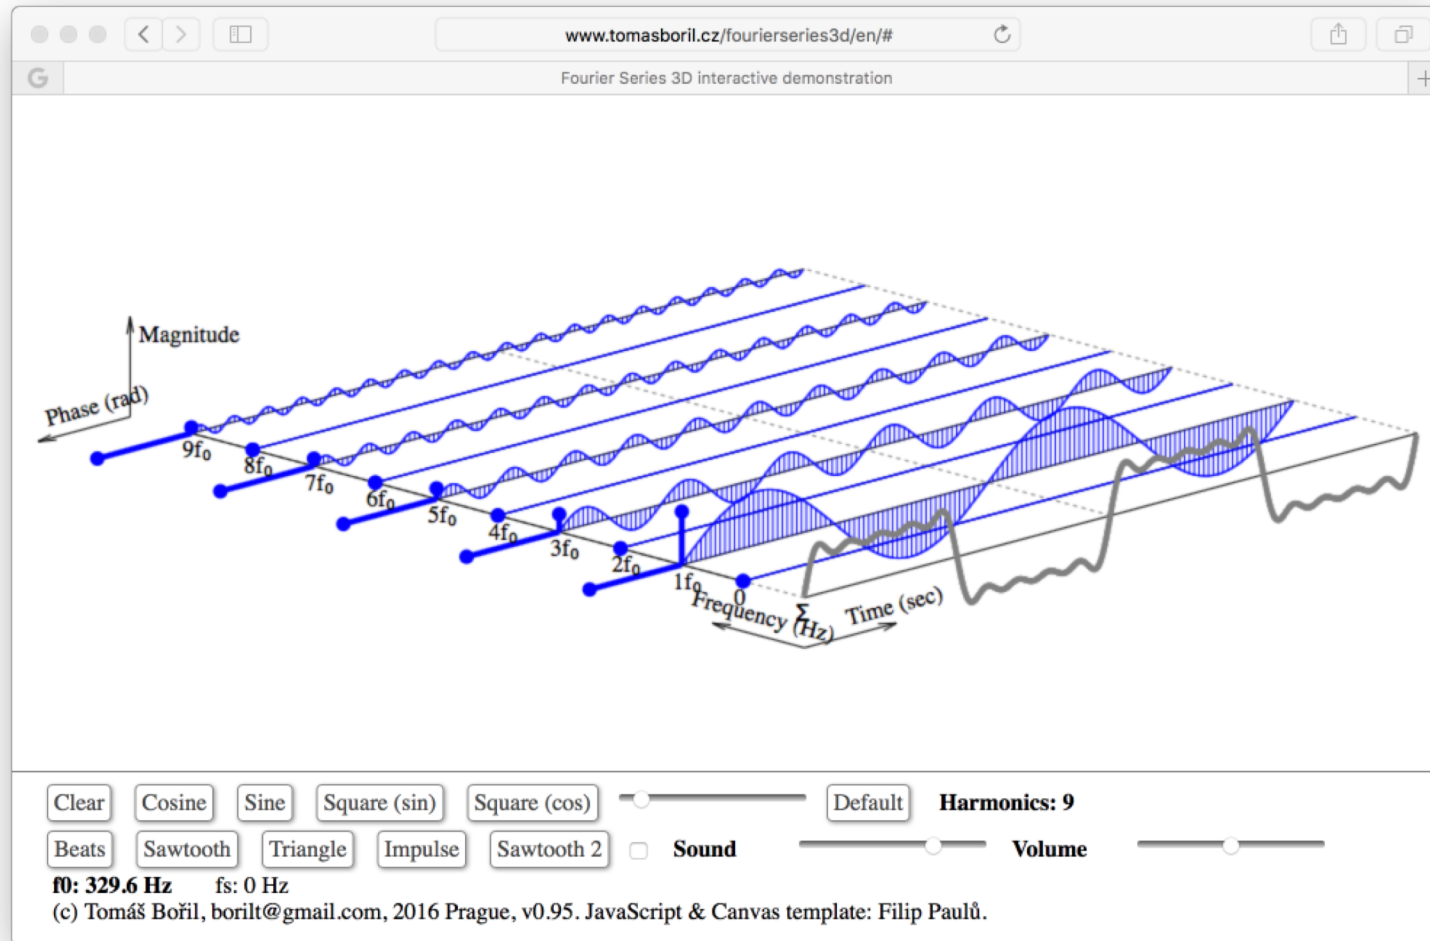 www.tomasboril.cz/fourierseries3d/en/#
G
Fourier Series 3D interactive demonstration
Magnitude
Phase (rad)
9f₀
8f₀
7f₀
6f₀
5f₀
4f₀
3f₀
2f₀
1f₀
0
Σ
Frequency (Hz)
Time (sec)
Clear Cosine Sine Square (sin) Square (cos) Default Harmonics: 9
Beats Sawtooth Triangle Impulse Sawtooth 2 Sound Volume
f0: 329.6 Hz fs: 0 Hz
(c) Tomáš Bořil, borilt@gmail.com, 2016 Prague, v0.95. JavaScript & Canvas template: Filip Paulů.